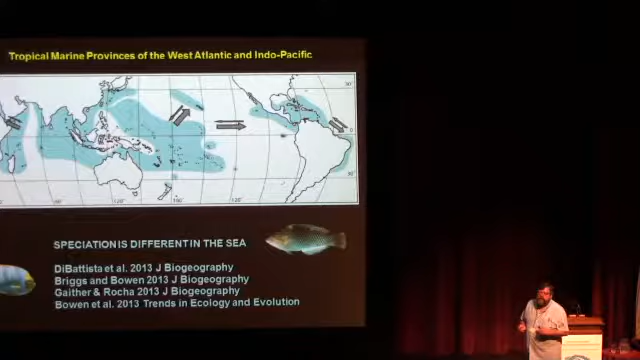 Tropical Marine Provinces of the West Atlantic and Indo-Pacific
SPECIATION IS DIFFERENT IN THE SEA
DiBattista et al. 2013 J Biogeography
Briggs and Bowen 2013 J Biogeography
Gaither & Rocha 2013 J Biogeography
Bowen et al. 2013 Trends in Ecology and Evolution